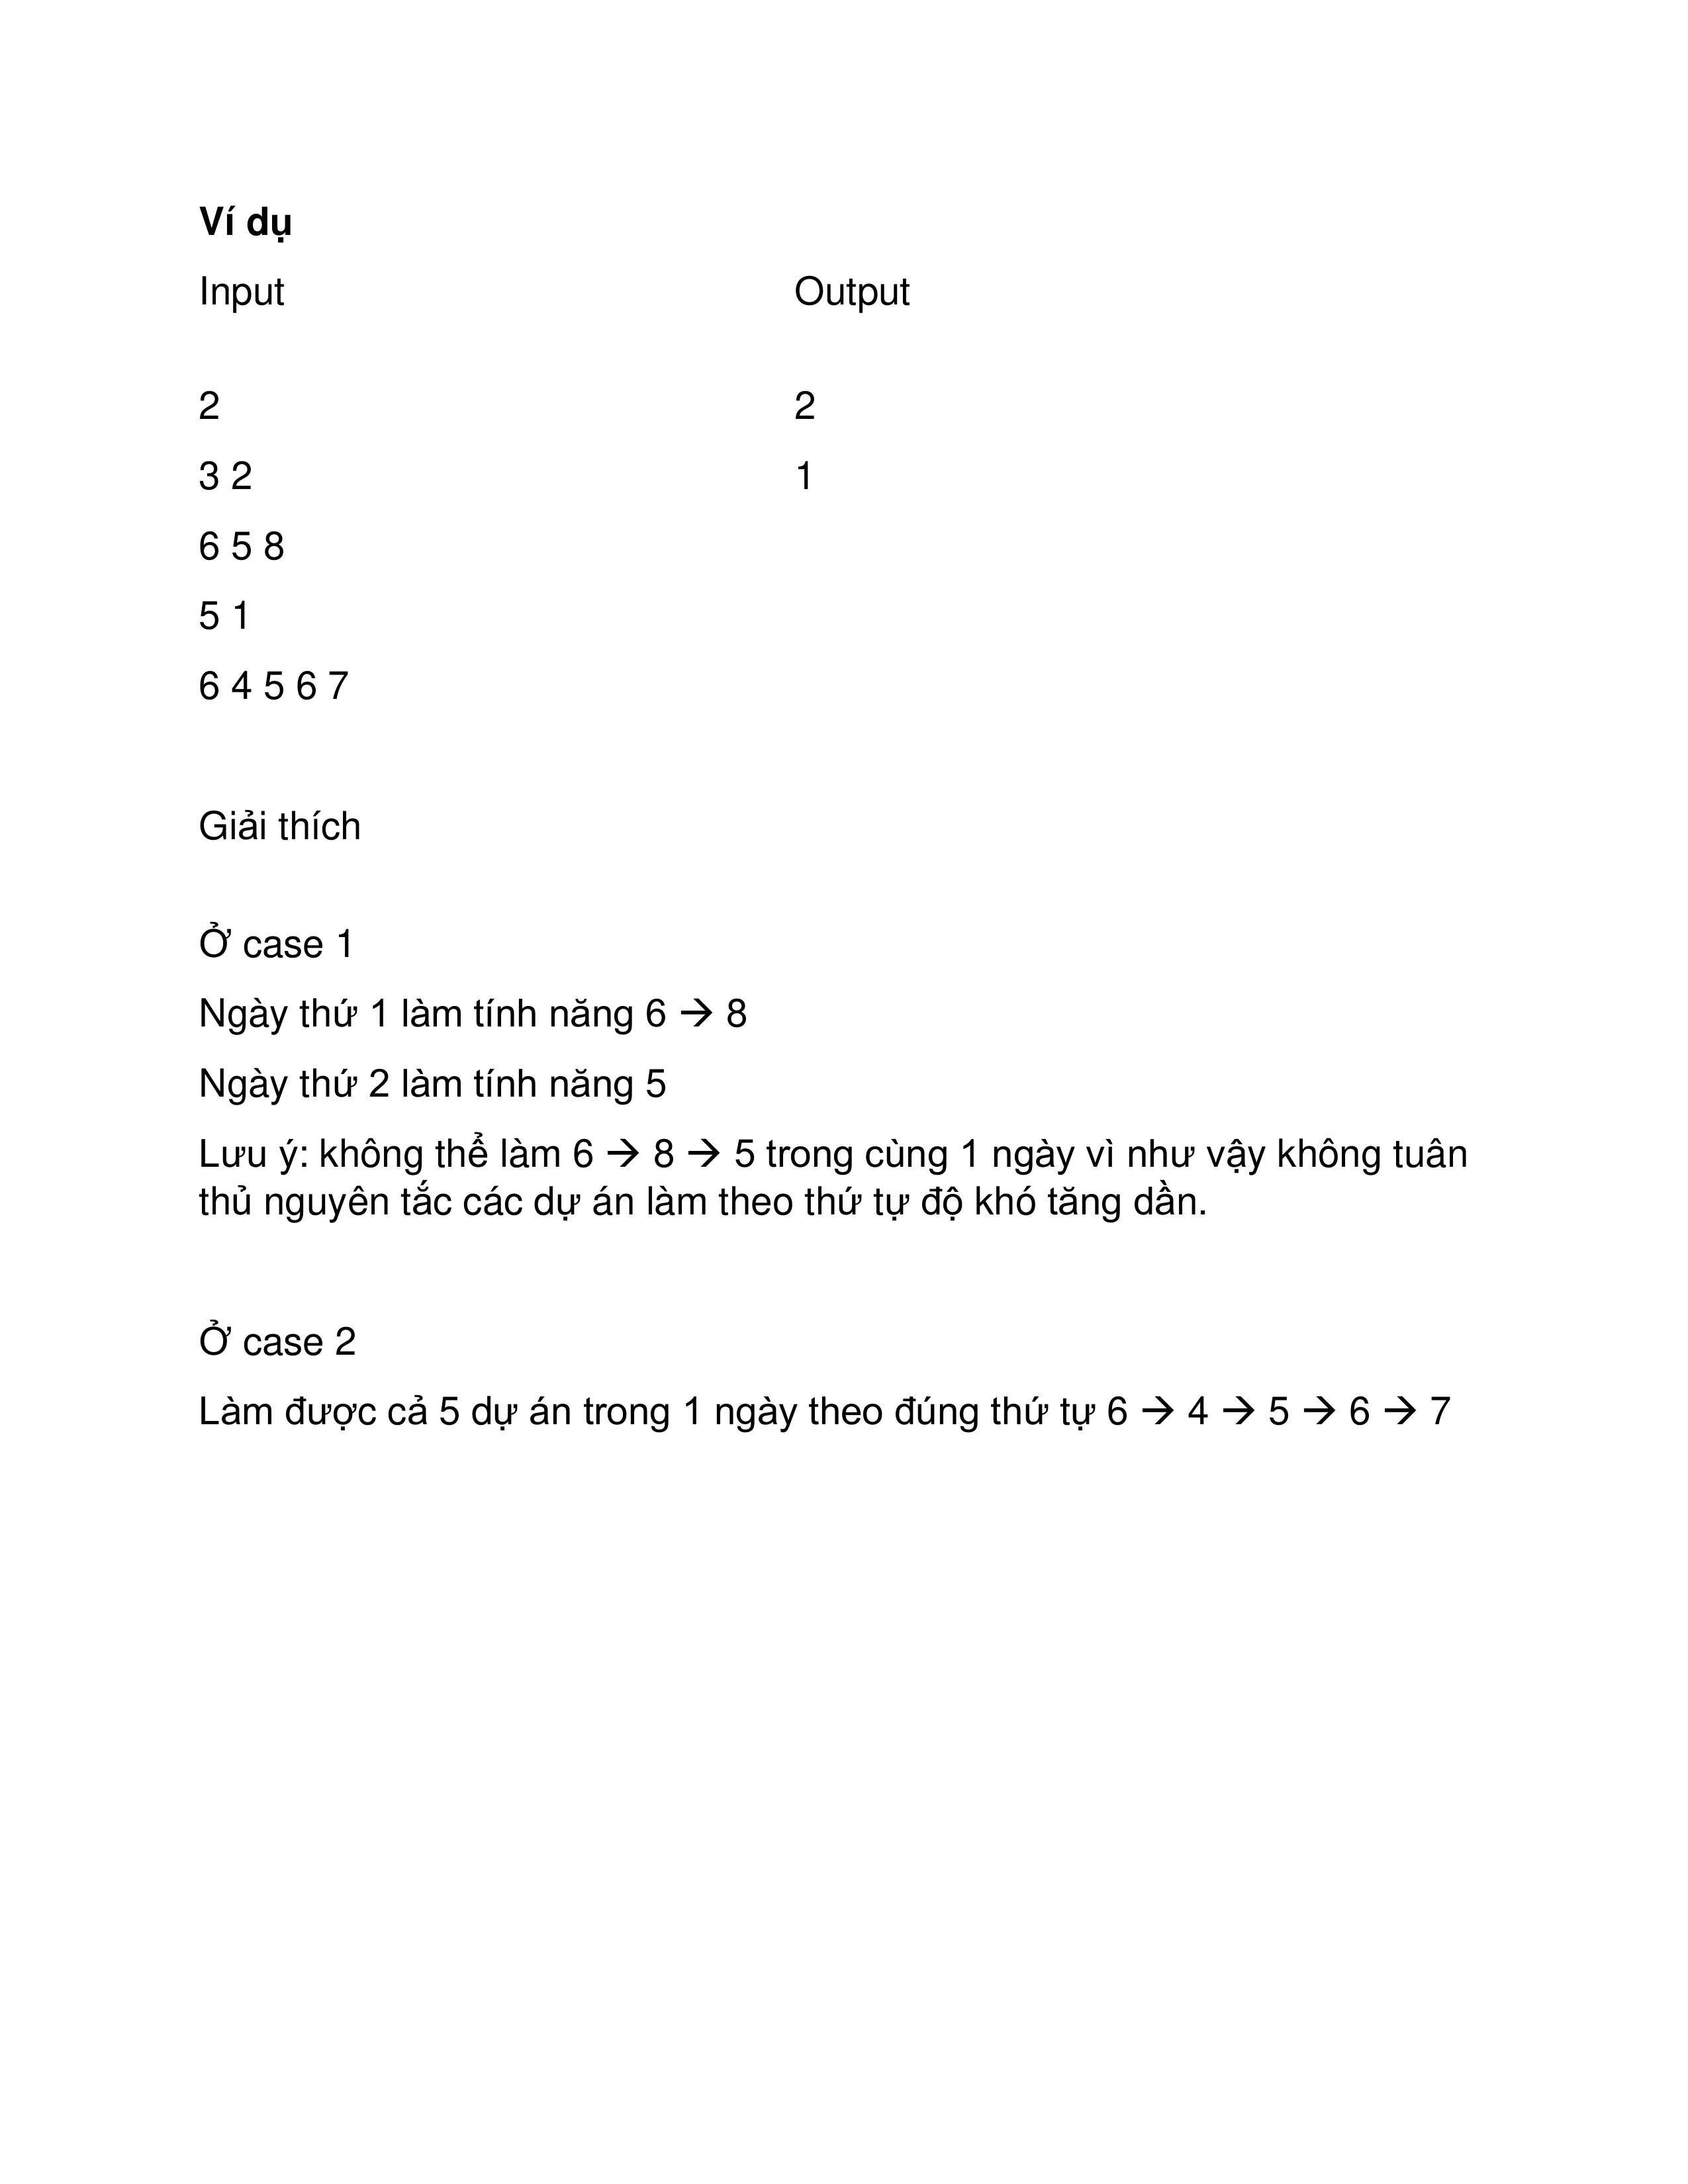 Ví dụ
Input Output
2 2
3 2 1
6 5 8
5 1
6 4 5 6 7
Giải thích
Ở case 1
Ngày thứ 1 làm tính năng 6 → 8
Ngày thứ 2 làm tính năng 5
Lưu ý: không thể làm 6 → 8 → 5 trong cùng 1 ngày vì như vậy không tuân
thủ nguyên tắc các dự án làm theo thứ tự độ khó tăng dần.
Ở case 2
Làm được cả 5 dự án trong 1 ngày theo đúng thứ tự 6 → 4 → 5 → 6 → 7